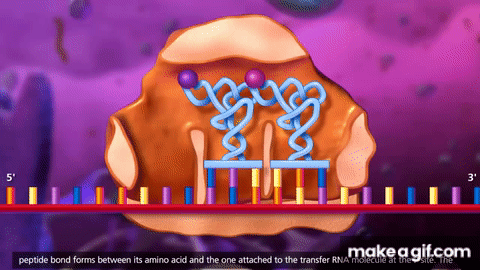 5' 3'
peptide bond forms between its amino acid and the one attached to the transfer RNA molecule at the site. The
make a gif.com